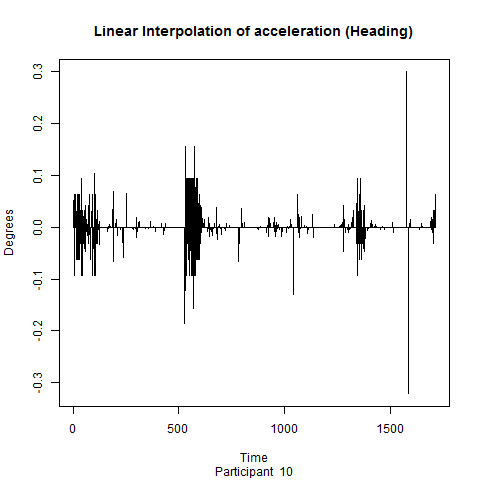 Linear Interpolation of acceleration (Heading)
0.3
0.2
0.1
0.0
-0.1
-0.2
-0.3
Degrees
0 500 1000 1500
Time
Participant 10